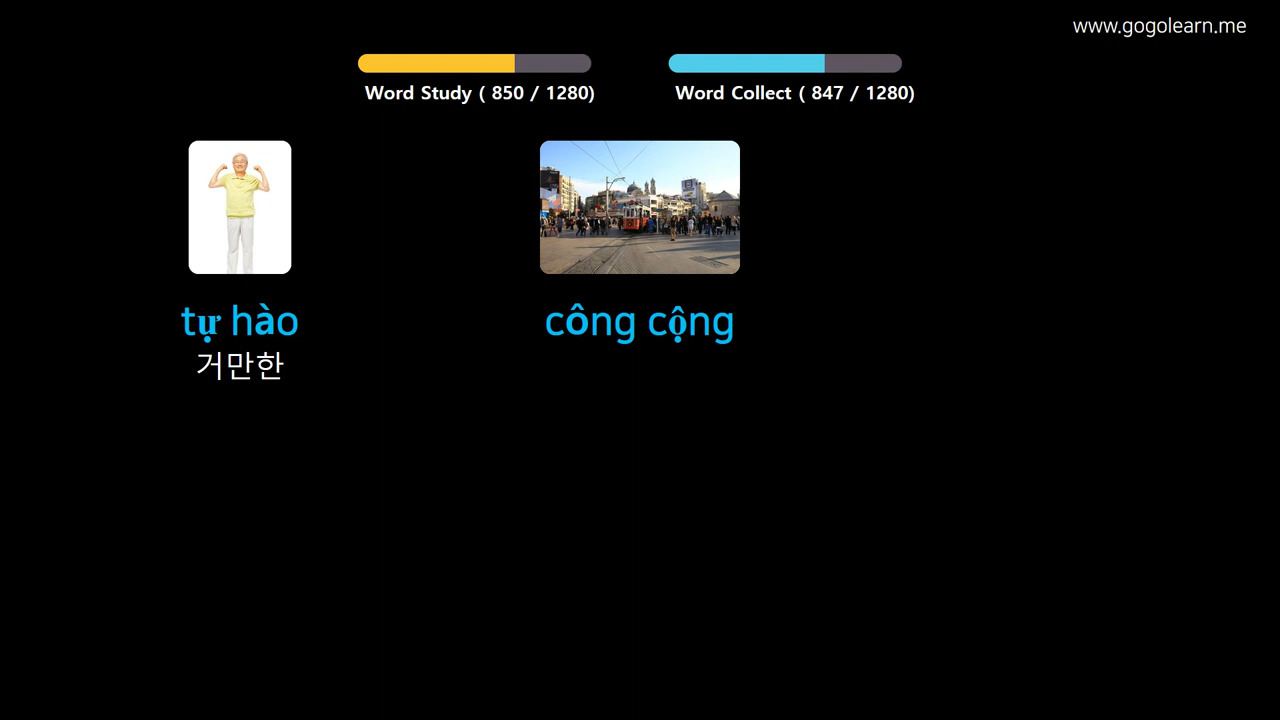 www.gogolearn.me
Word Study ( 850 / 1280)
Word Collect ( 847 / 1280)
tự hào
công cộng
거만한